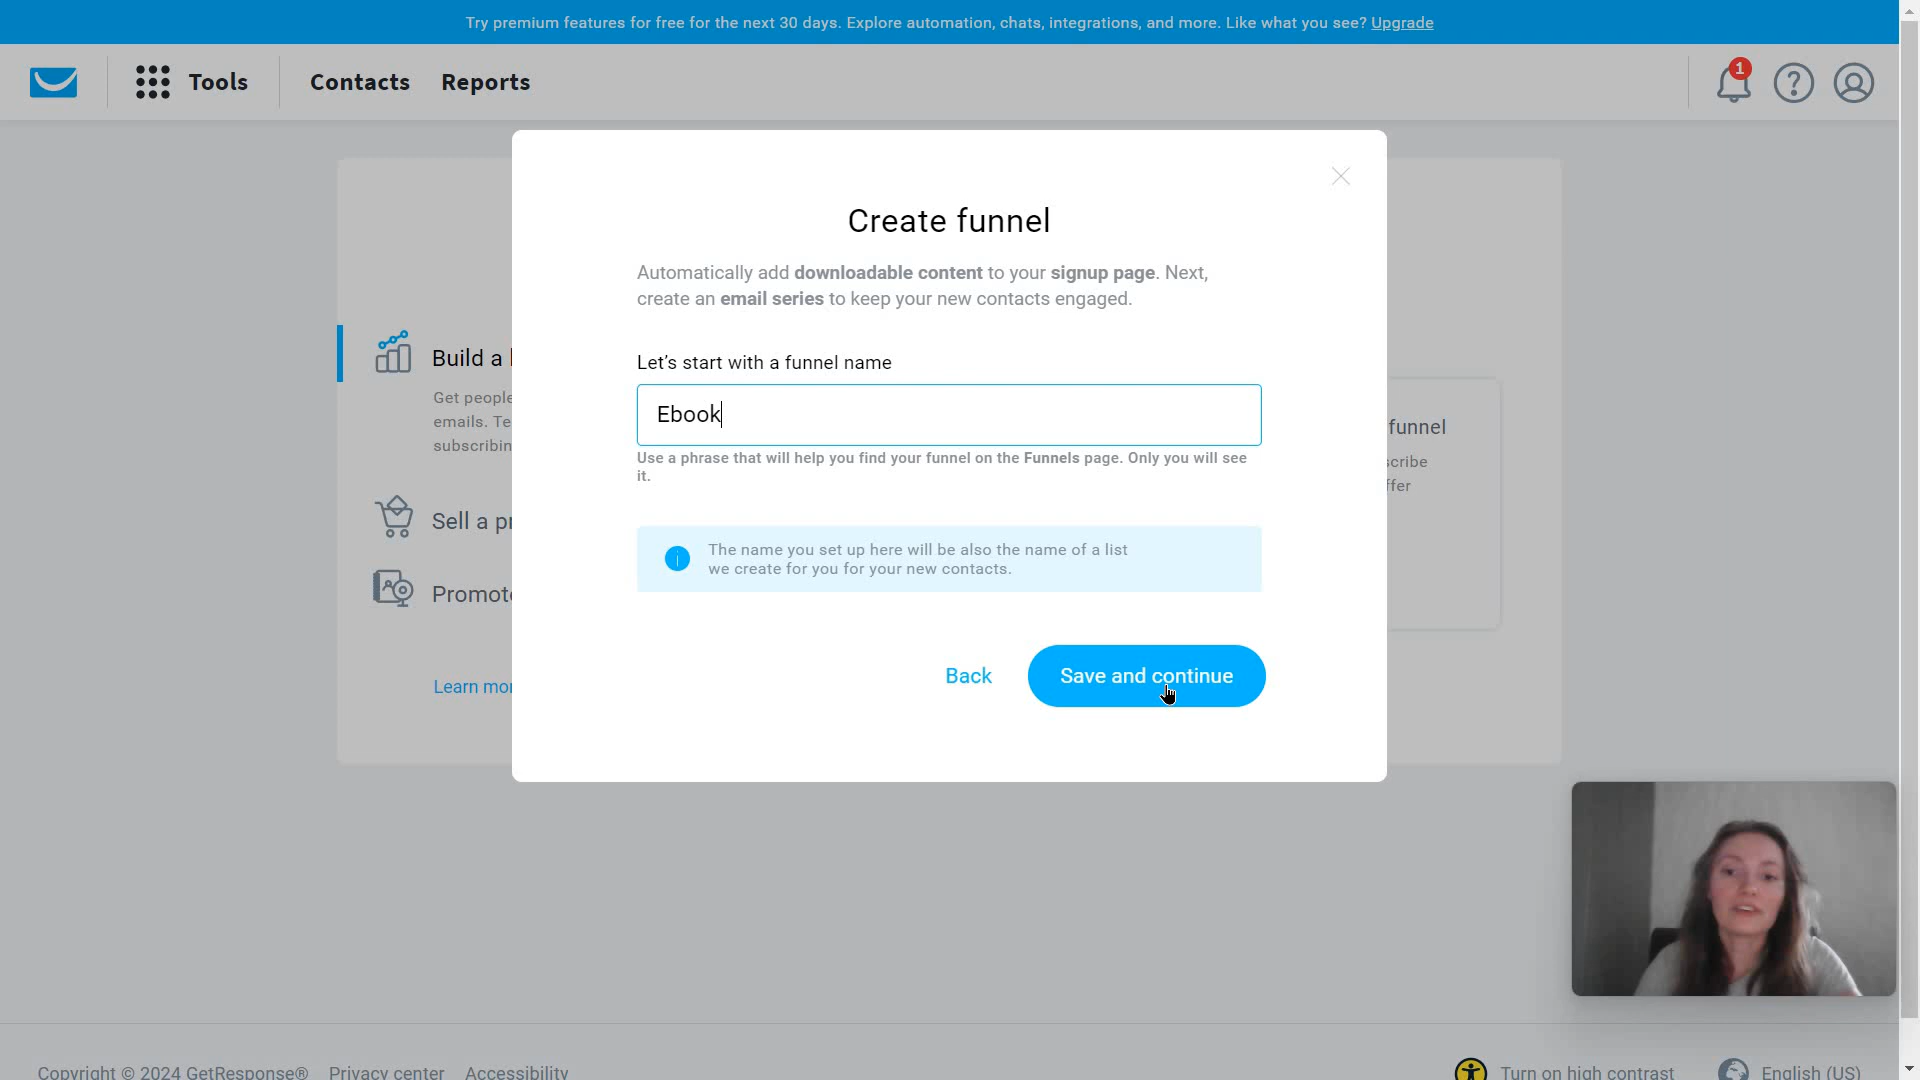 Try premium features for free for the next 30 days. Explore automation, chats, integrations, and more. Like what you see? Upgrade
Tools
Contacts
Reports
1
Create funnel
Automatically add downloadable content to your signup page. Next,
create an email series to keep your new contacts engaged.
Let's start with a funnel name
Ebook
Use a phrase that will help you find your funnel on the Funnels page. Only you will see
it.
The name you set up here will be also the name of a list
we create for you for your new contacts.
Back
Save and continue
Build a
Get people
emails. Te
subscribin
Sell a p
Promot
Learn mo
funnel
scribe
ffer
Copyright © 2024 GetResponse®
Privacy center
Accessibility
Turn on high contrast
English (US)